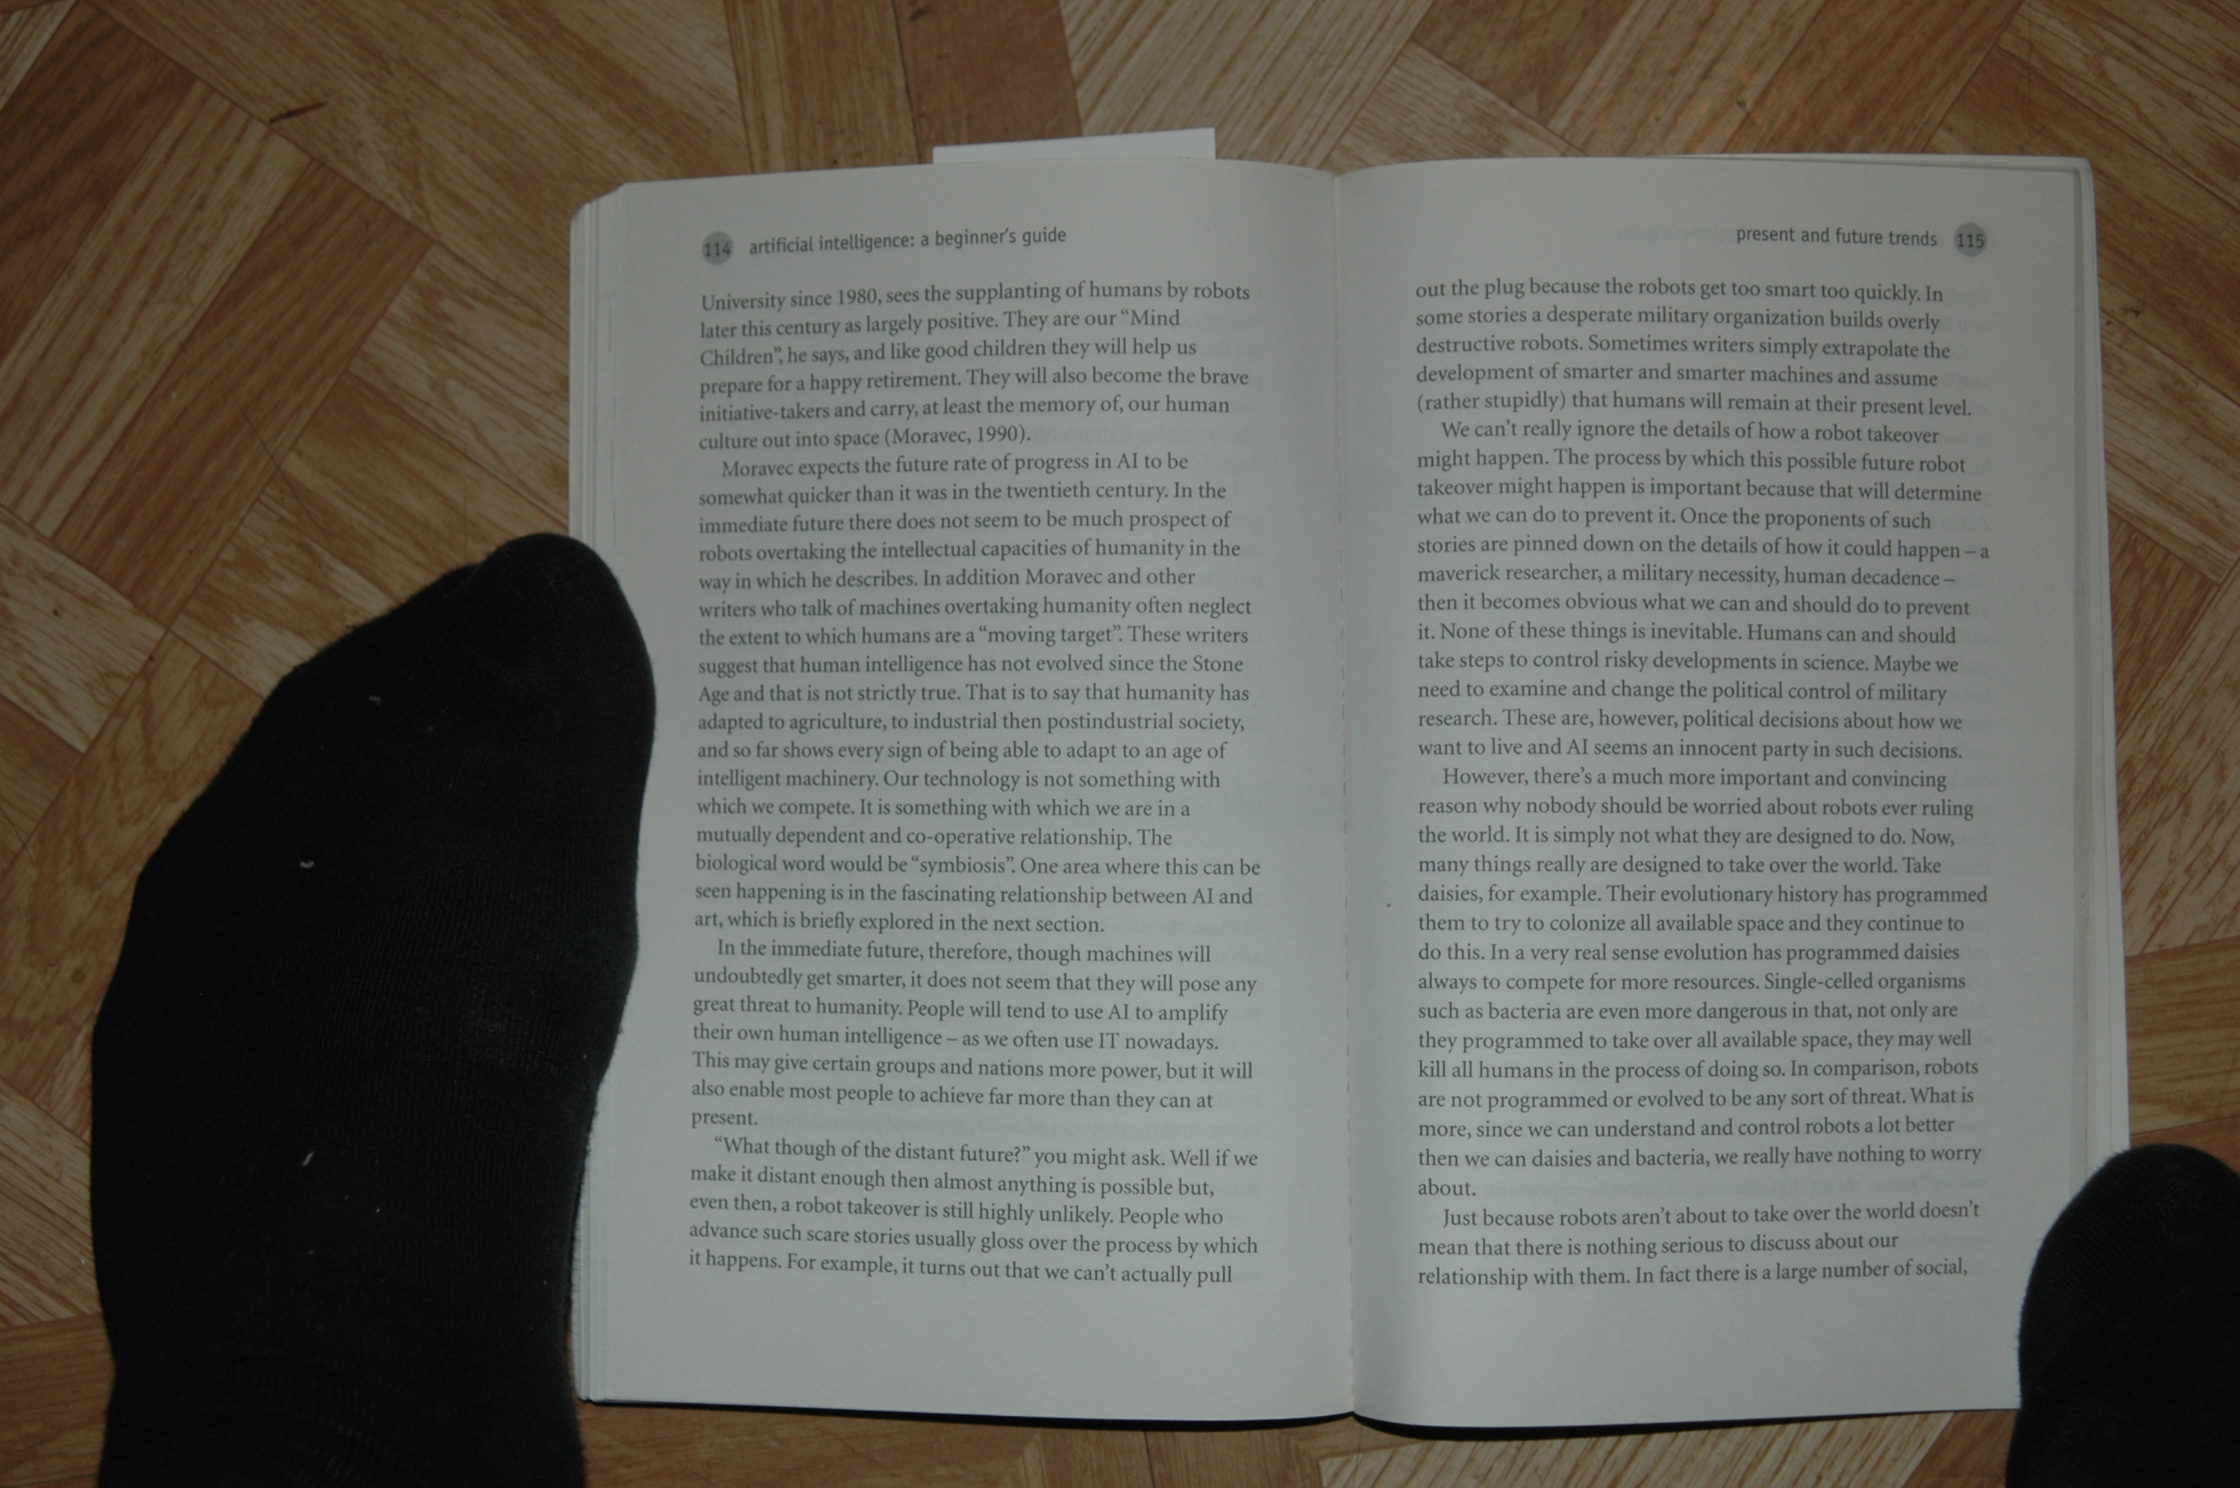 114 artificial intelligence: a beginner's guide
University since 1980, sees the supplanting of humans by robots
later this century as largely positive. They are our “Mind
Children”, he says, and like good children they will help us
prepare for a happy retirement. They will also become the brave
initiative-takers and carry, at least the memory of, our human
culture out into space (Moravec, 1990).
Moravec expects the future rate of progress in AI to be
somewhat quicker than it was in the twentieth century. In the
immediate future there does not seem to be much prospect of
robots overtaking the intellectual capacities of humanity in the
way in which he describes. In addition Moravec and other
writers who talk of machines overtaking humanity often neglect
the extent to which humans are a “moving target”. These writers
suggest that human intelligence has not evolved since the Stone
Age and that is not strictly true. That is to say that humanity has
adapted to agriculture, to industrial then postindustrial society,
and so far shows every sign of being able to adapt to an age of
intelligent machinery. Our technology is not something with
which we compete. It is something with which we are in a
mutually dependent and co-operative relationship. The
biological word would be “symbiosis”. One area where this can be
seen happening is in the fascinating relationship between AI and
art, which is briefly explored in the next section.
In the immediate future, therefore, though machines will
undoubtedly get smarter, it does not seem that they will pose any
great threat to humanity. People will tend to use AI to amplify
their own human intelligence – as we often use IT nowadays.
This may give certain groups and nations more power, but it will
also enable most people to achieve far more than they can at
present.
“What though of the distant future?” you might ask. Well if we
make it distant enough then almost anything is possible but,
even then, a robot takeover is still highly unlikely. People who
advance such scare stories usually gloss over the process by which
it happens. For example, it turns out that we can't actually pull
present and future trends 115
out the plug because the robots get too smart too quickly. In
some stories a desperate military organization builds overly
destructive robots. Sometimes writers simply extrapolate the
development of smarter and smarter machines and assume
(rather stupidly) that humans will remain at their present level.
We can't really ignore the details of how a robot takeover
might happen. The process by which this possible future robot
takeover might happen is important because that will determine
what we can do to prevent it. Once the proponents of such
stories are pinned down on the details of how it could happen – a
maverick researcher, a military necessity, human decadence –
then it becomes obvious what we can and should do to prevent
it. None of these things is inevitable. Humans can and should
take steps to control risky developments in science. Maybe we
need to examine and change the political control of military
research. These are, however, political decisions about how we
want to live and AI seems an innocent party in such decisions.
However, there's a much more important and convincing
reason why nobody should be worried about robots ever ruling
the world. It is simply not what they are designed to do. Now,
many things really are designed to take over the world. Take
daisies, for example. Their evolutionary history has programmed
them to try to colonize all available space and they continue to
do this. In a very real sense evolution has programmed daisies
always to compete for more resources. Single-celled organisms
such as bacteria are even more dangerous in that, not only are
they programmed to take over all available space, they may well
kill all humans in the process of doing so. In comparison, robots
are not programmed or evolved to be any sort of threat. What is
more, since we can understand and control robots a lot better
then we can daisies and bacteria, we really have nothing to worry
about.
Just because robots aren't about to take over the world doesn't
mean that there is nothing serious to discuss about our
relationship with them. In fact there is a large number of social,